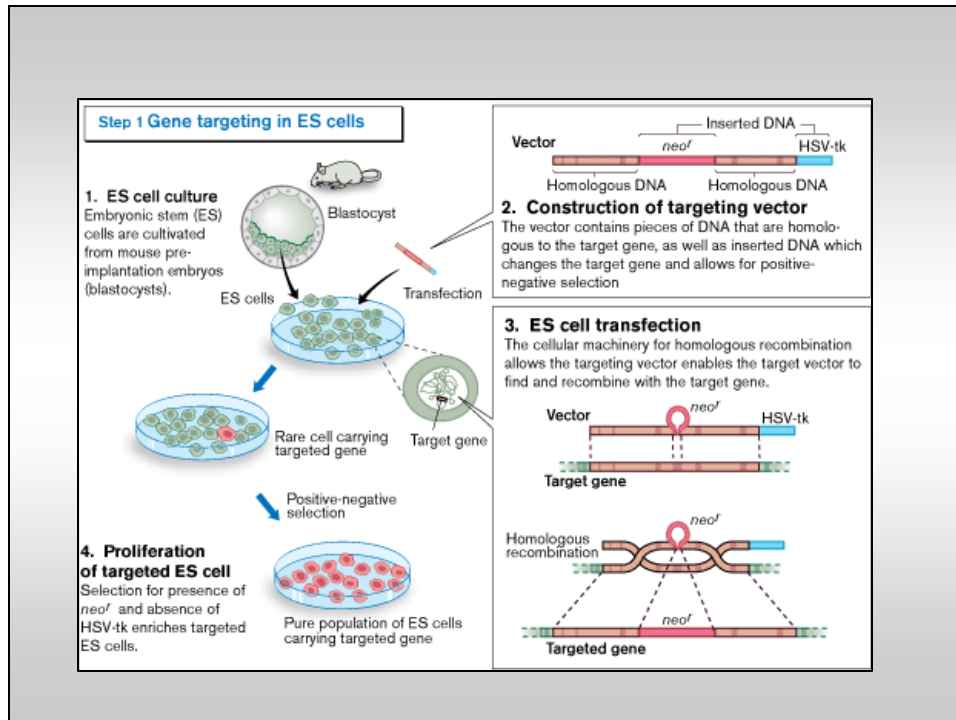 Step 1 Gene targeting in ES cells
1. ES cell culture
Embryonic stem (ES)
cells are cultivated
from mouse pre-
implantation embryos
(blastocysts).
Blastocyst
ES cells
Transfection
Rare cell carrying
targeted gene
Target gene
Positive-negative
selection
4. Proliferation
of targeted ES cell
Selection for presence of
neoʳ and absence of
HSV-tk enriches targeted
ES cells.
Pure population of ES cells
carrying targeted gene
Inserted DNA
Vector
neoʳ
HSV-tk
Homologous DNA
Homologous DNA
2. Construction of targeting vector
The vector contains pieces of DNA that are homolo-
gous to the target gene, as well as inserted DNA which
changes the target gene and allows for positive-
negative selection
3. ES cell transfection
The cellular machinery for homologous recombination
allows the targeting vector enables the target vector to
find and recombine with the target gene.
neoʳ
Vector
HSV-tk
Target gene
neoʳ
Homologous
recombination
neoʳ
Targeted gene